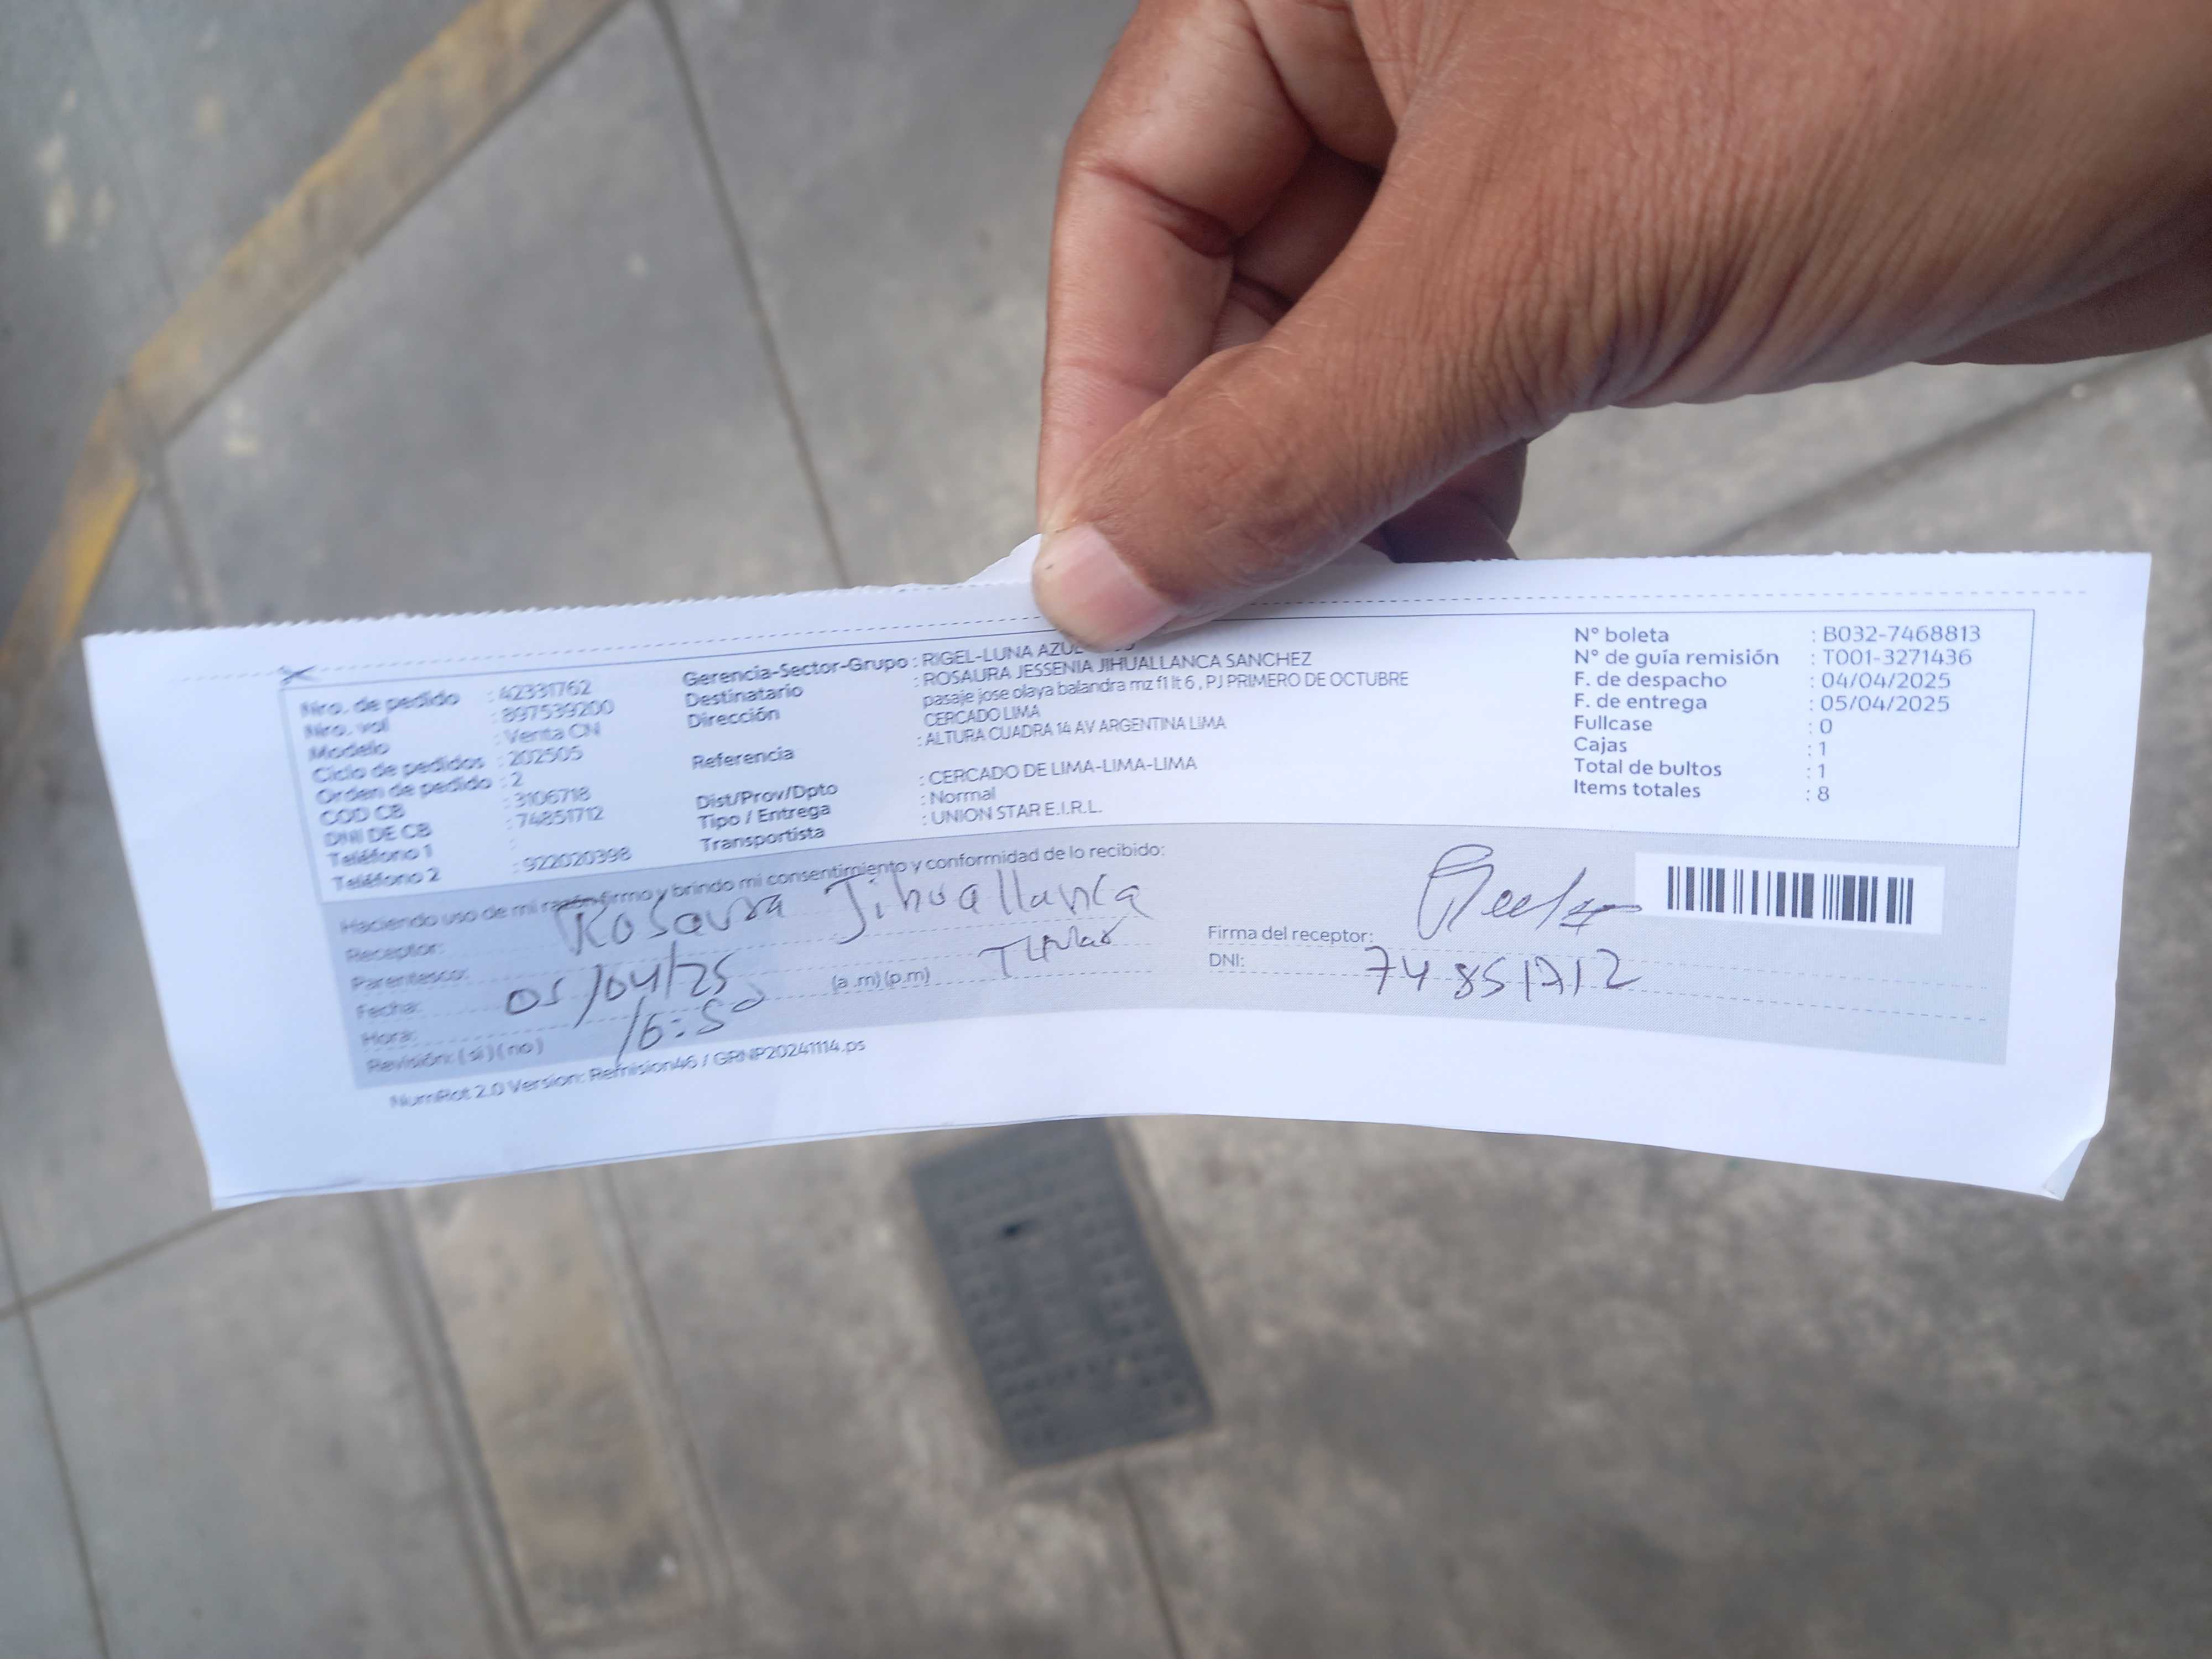 Nro. de pedido : 42331762
Nro. val : 897539200
Modelo : Venta CN
Ciclo de pedidos : 202505
Orden de pedido : 2
COD CB : 3106718
DNI DE CB : 74851712
Teléfono 1 :
Teléfono 2 : 922020398
Gerencia-Sector-Grupo : RIGEL-LUNA AZUL
Destinatario : ROSAURA JESSENIA JIHUALLANCA SANCHEZ
Dirección pasaje jose olaya balandra mz f1 lt 6 , PJ PRIMERO DE OCTUBRE
CERCADO LIMA
Referencia : ALTURA CUADRA 14 AV ARGENTINA LIMA
Dist/Prov/Dpto : CERCADO DE LIMA-LIMA-LIMA
Tipo / Entrega : Normal
Transportista : UNION STAR E.I.R.L.
N° boleta : B032-7468813
N° de guía remisión : T001-3271436
F. de despacho : 04/04/2025
F. de entrega : 05/04/2025
Fullcase : 0
Cajas : 1
Total de bultos : 1
Items totales : 8
Haciendo uso de mi razón firmo y brindo mi consentimiento y conformidad de lo recibido:
Receptor: Rosaura Jihuallanca
Parentesco: Titular
Fecha: 05/04/25
Hora: 16:50 (a .m) (p.m)
Revisión: ( si ) ( no )
Firma del receptor:
DNI: 74851712
NumRot 2.0 Version: Remision46 / GRNP20241114.ps